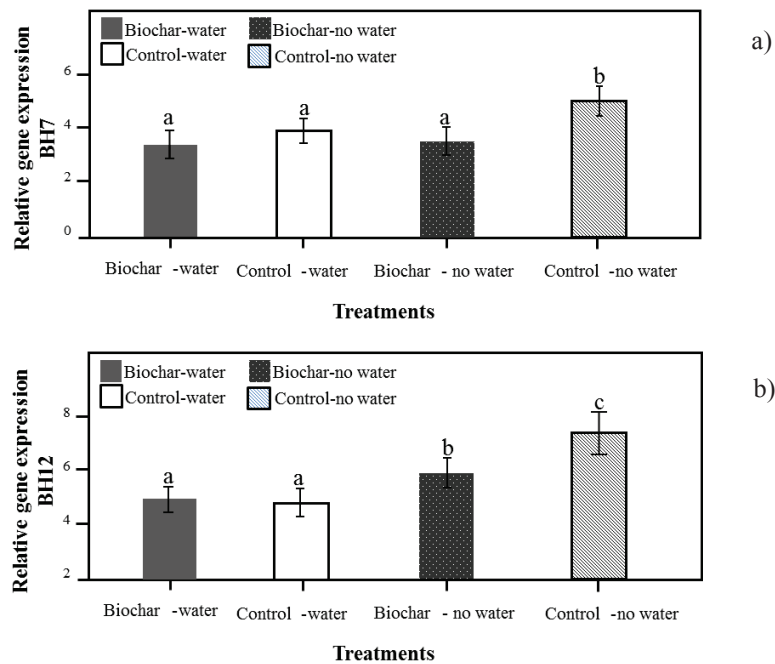 Biochar-water Biochar-no water
Control-water Control-no water
a)
Relative gene expression
BH7
6
4
2
0
a
a
a
b
Biochar -water Control -water Biochar - no water Control -no water
Treatments
Biochar-water Biochar-no water
Control-water Control-no water
b)
Relative gene expression
BH12
8
6
4
2
a
a
b
c
Biochar -water Control -water Biochar - no water Control -no water
Treatments